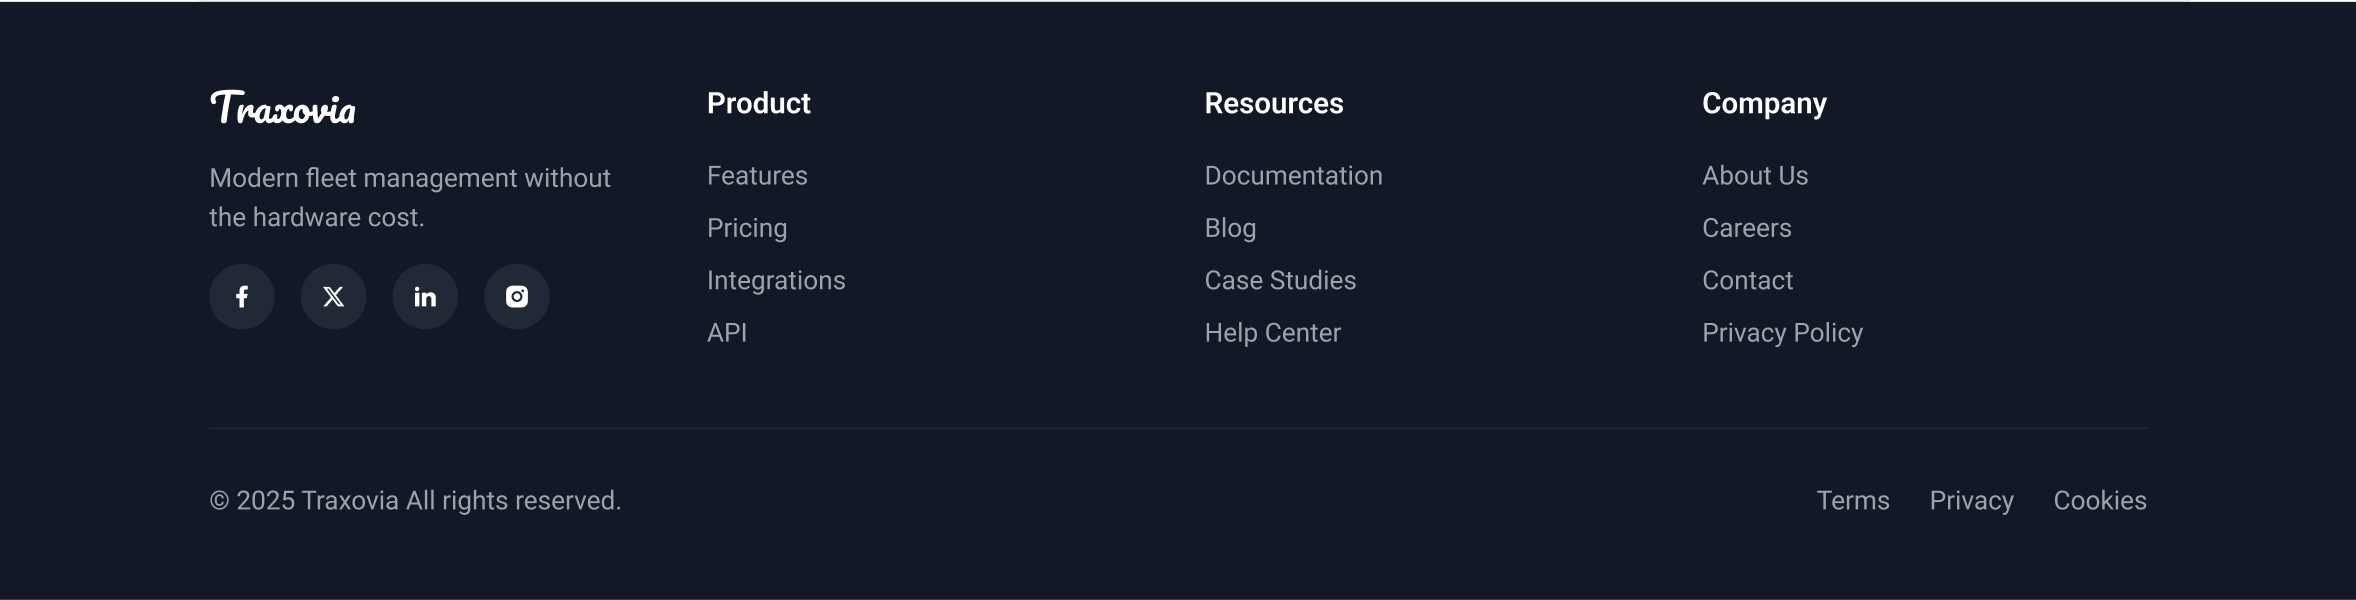 Traxovia
Modern fleet management without
the hardware cost.
Product
Features
Pricing
Integrations
API
Resources
Documentation
Blog
Case Studies
Help Center
Company
About Us
Careers
Contact
Privacy Policy
© 2025 Traxovia All rights reserved.
Terms Privacy Cookies